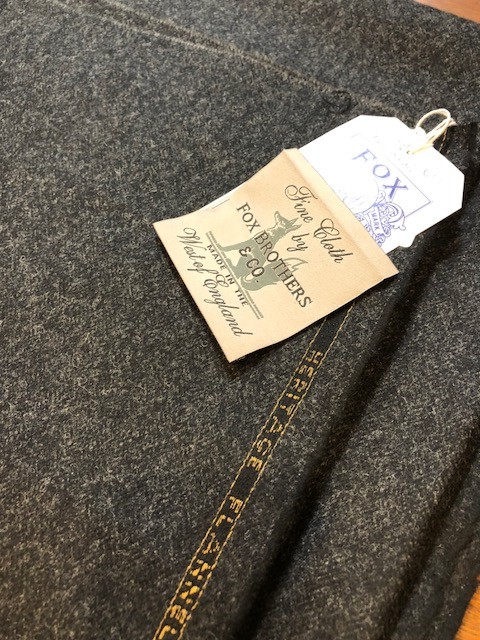 FOX
Fine Cloth
by
FOX BROTHERS
& CO.
MADE IN THE
West of England
HERITAGE FLANNEL